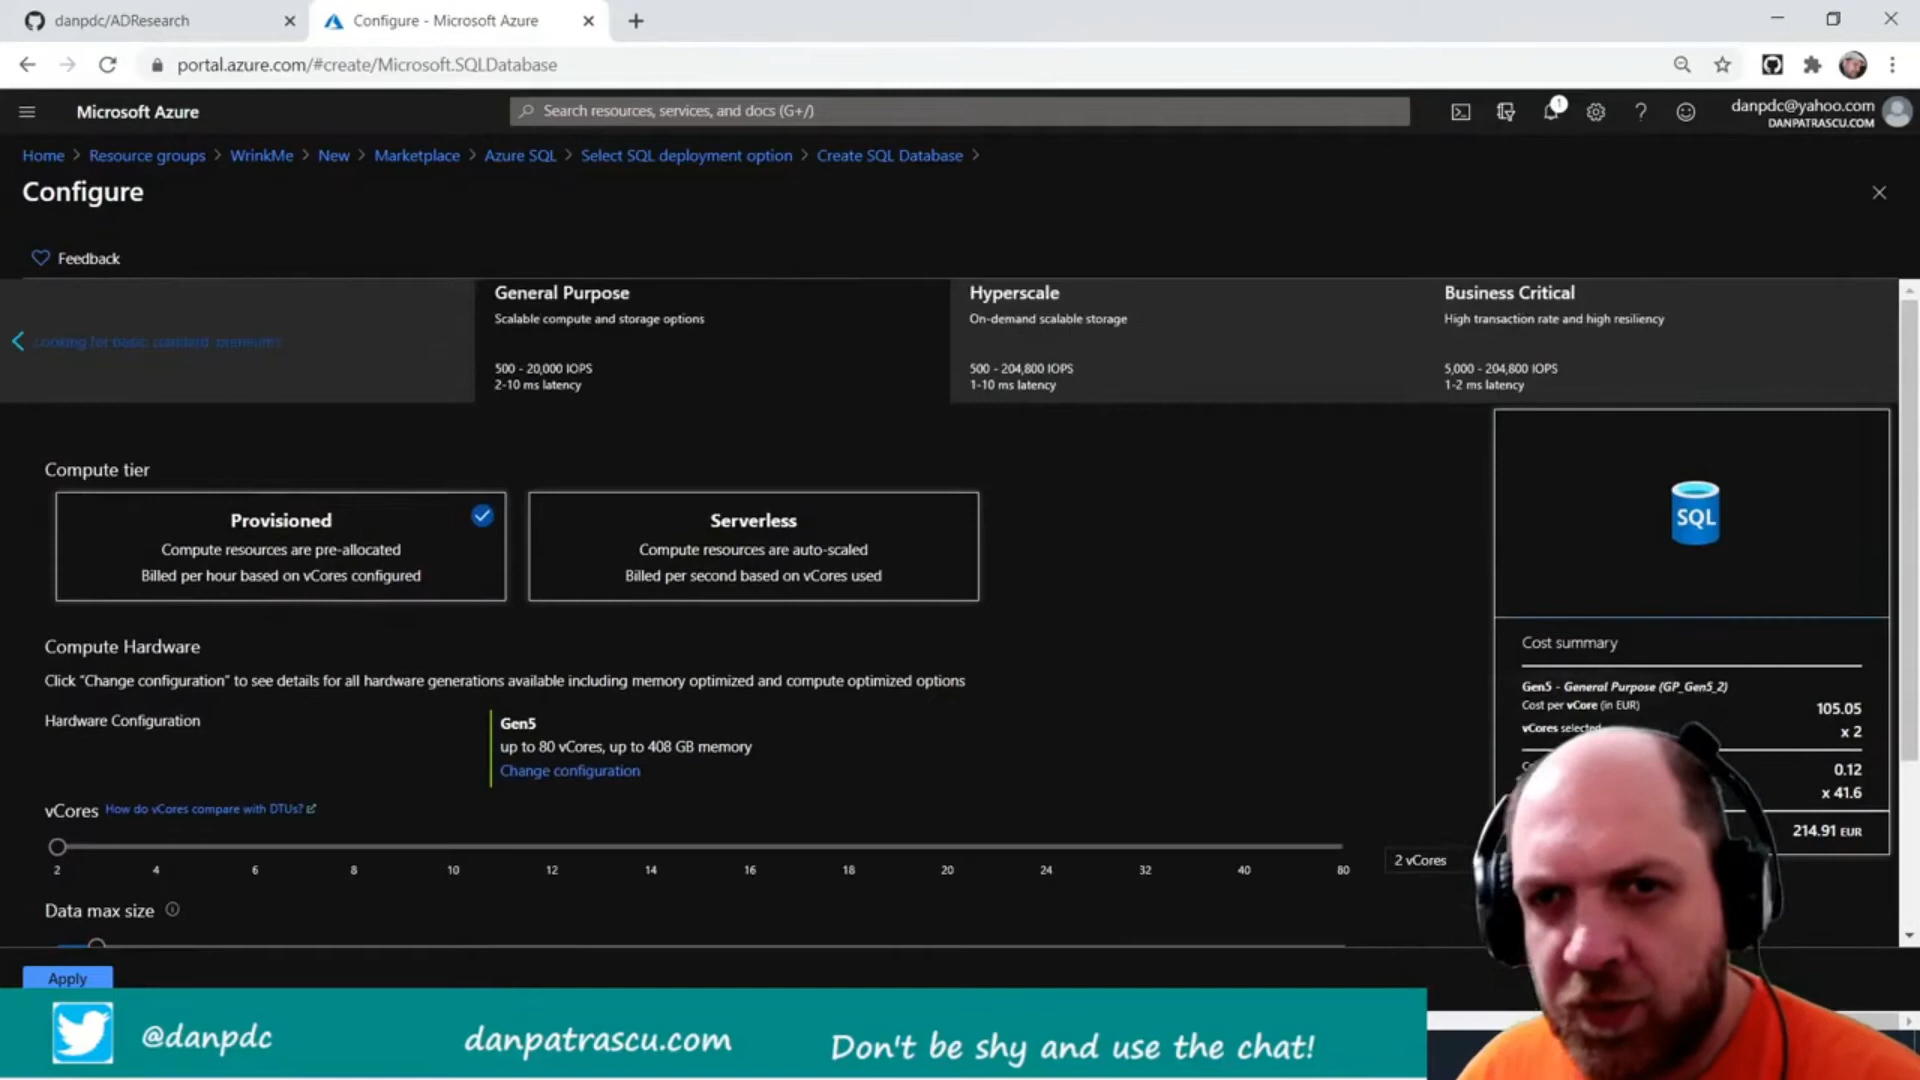 danpdc/ADResearch
Configure - Microsoft Azure
portal.azure.com/#create/Microsoft.SQLDatabase
Microsoft Azure
Search resources, services, and docs (G+/)
1
danpdc@yahoo.com
DANPATRASCU.COM
Home > Resource groups > WrinkMe > New > Marketplace > Azure SQL > Select SQL deployment option > Create SQL Database >
Configure
Feedback
Looking for basic, standard, premium?
General Purpose
Scalable compute and storage options
500 - 20,000 IOPS
2-10 ms latency
Hyperscale
On-demand scalable storage
500 - 204,800 IOPS
1-10 ms latency
Business Critical
High transaction rate and high resiliency
5,000 - 204,800 IOPS
1-2 ms latency
Compute tier
Provisioned
Compute resources are pre-allocated
Billed per hour based on vCores configured
Serverless
Compute resources are auto-scaled
Billed per second based on vCores used
SQL
Compute Hardware
Click "Change configuration" to see details for all hardware generations available including memory optimized and compute optimized options
Hardware Configuration
Gen5
up to 80 vCores, up to 408 GB memory
Change configuration
Cost summary
Gen5 - General Purpose (GP_Gen5_2)
Cost per vCore (in EUR)
105.05
vCores selected
x 2
0.12
x 41.6
214.91 EUR
vCores How do vCores compare with DTUs?
2 4 6 8 10 12 14 16 18 20 24 32 40 80
2 vCores
Data max size
Apply
@danpdc
danpatrascu.com
Don't be shy and use the chat!